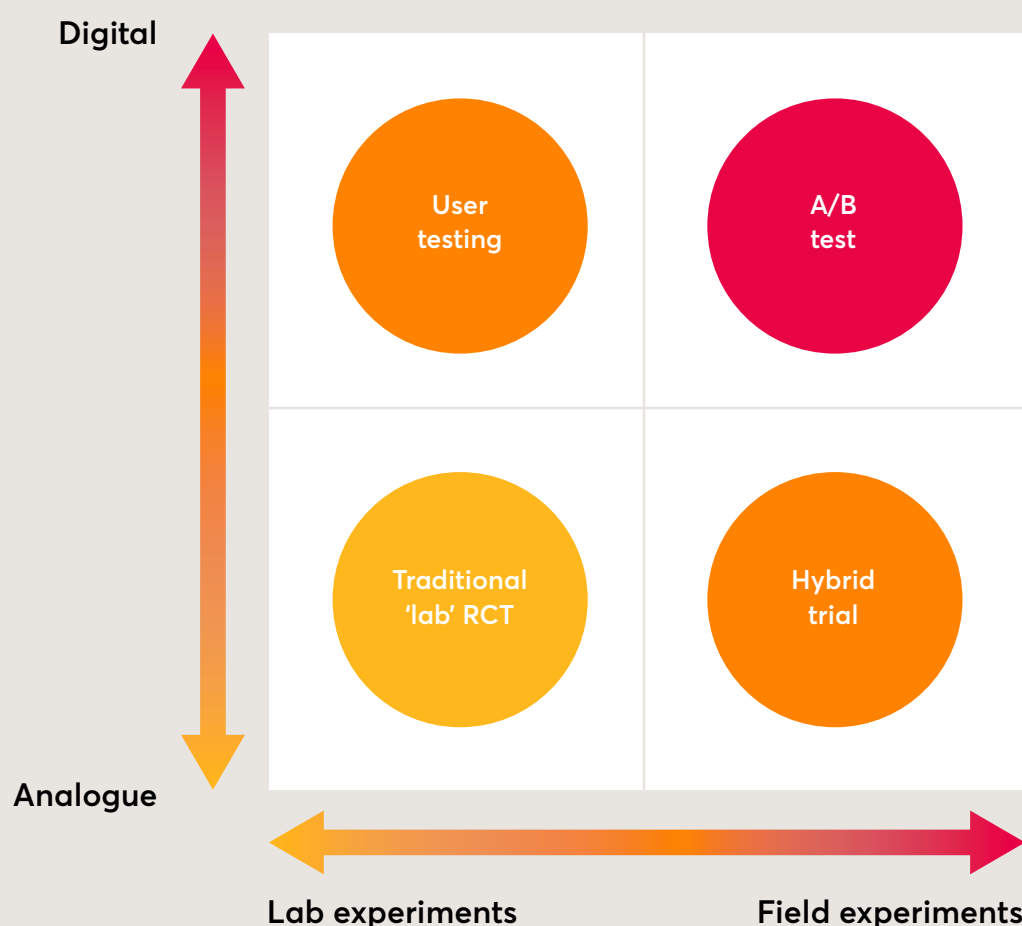 Digital
User
testing
A/B
test
Traditional
‘lab’ RCT
Hybrid
trial
Analogue
Lab experiments
Field experiments